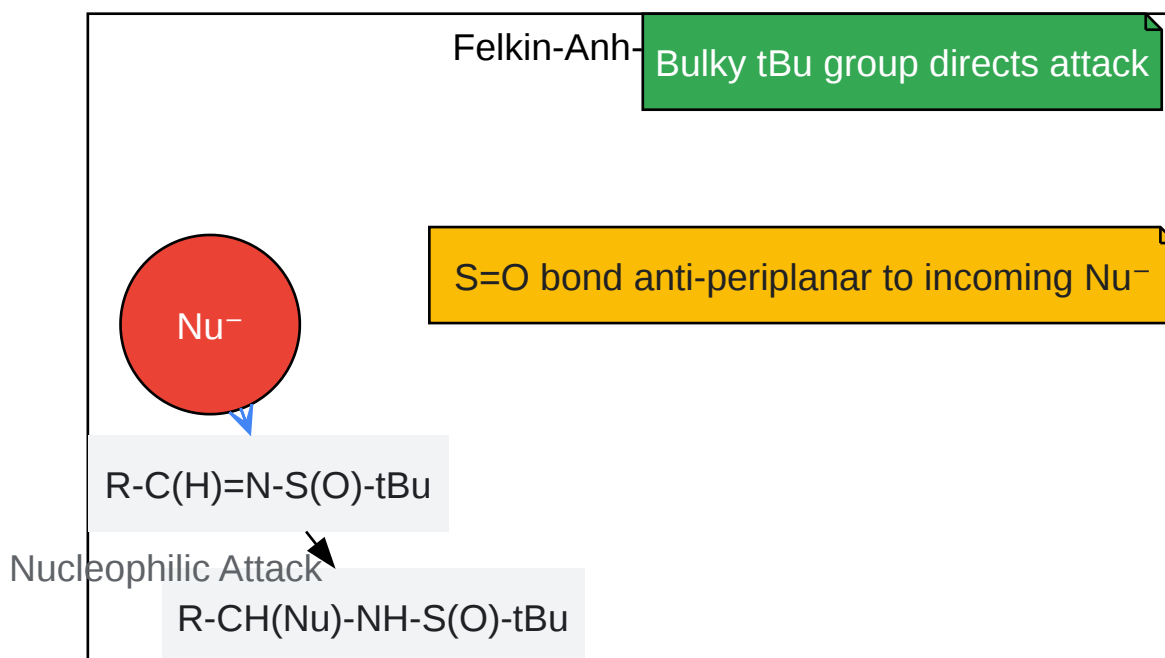 Felkin-Anh-
Bulky tBu group directs attack
S=O bond anti-periplanar to incoming Nu⁻
Nu⁻
R-C(H)=N-S(O)-tBu
Nucleophilic Attack
R-CH(Nu)-NH-S(O)-tBu